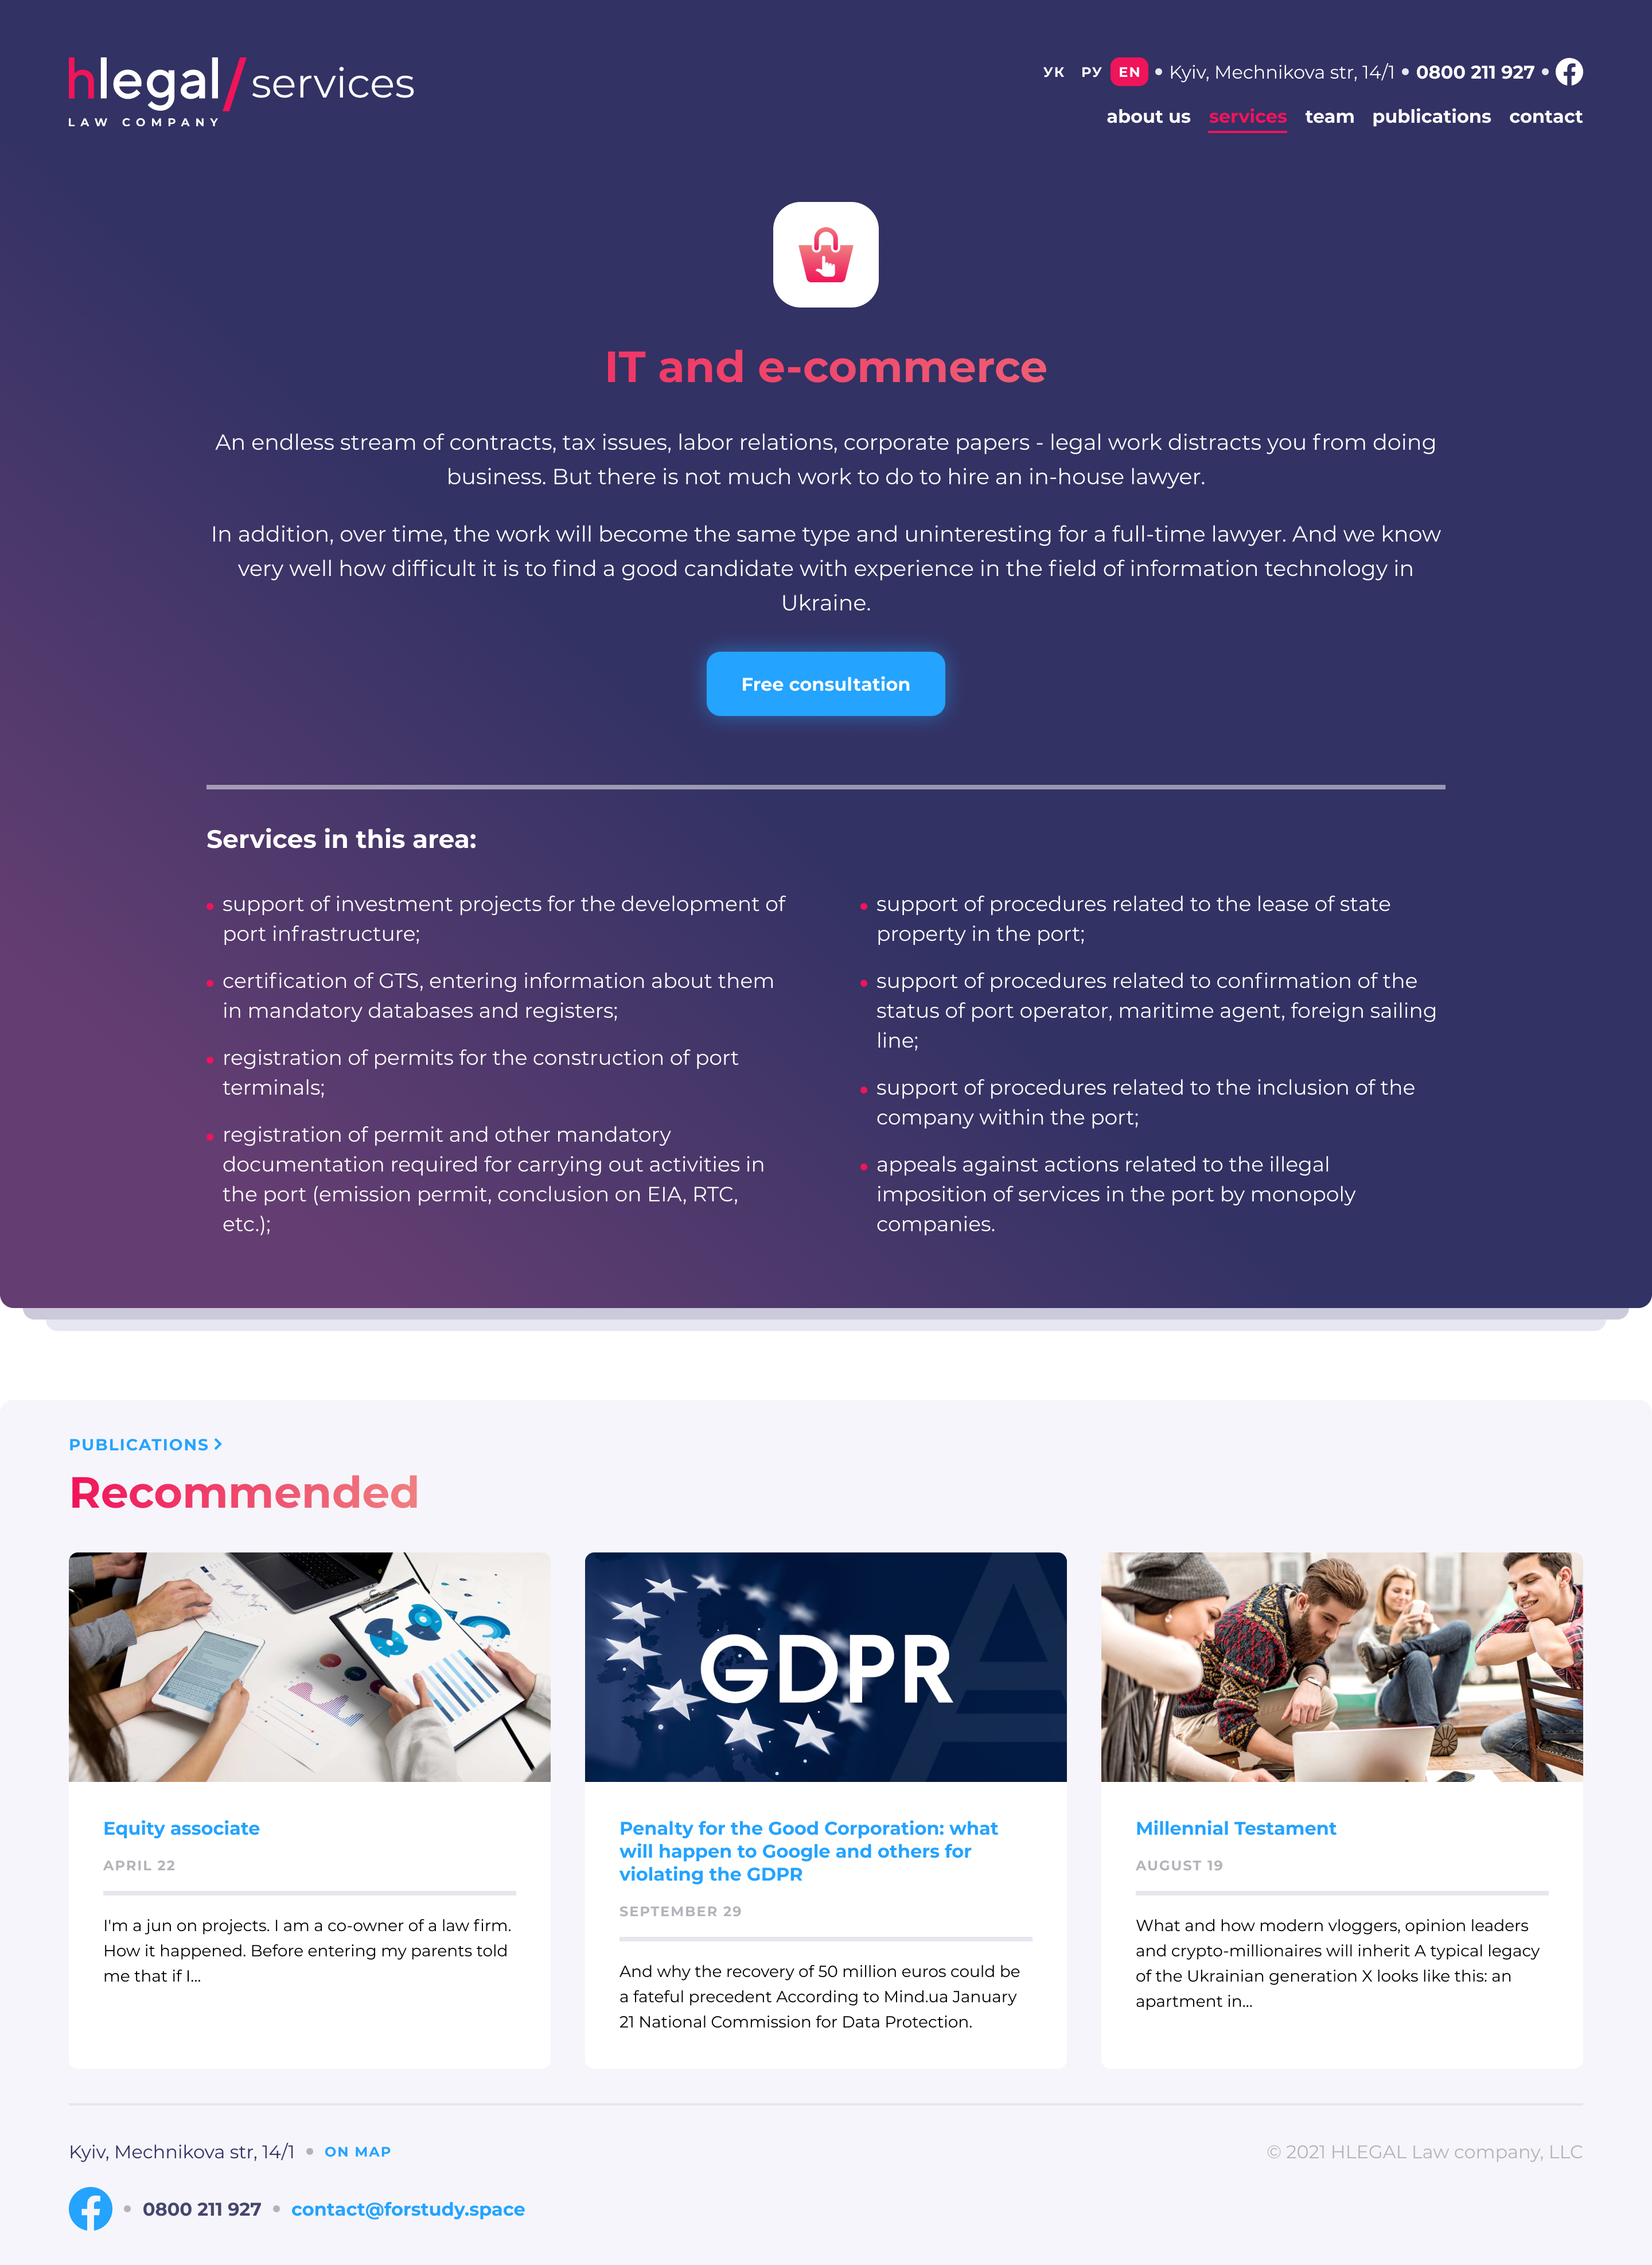 hlegal/services
LAW COMPANY
УК РУ EN • Kyiv, Mechnikova str, 14/1 • 0800 211 927 •
about us services team publications contact
IT and e-commerce
An endless stream of contracts, tax issues, labor relations, corporate papers - legal work distracts you from doing
business. But there is not much work to do to hire an in-house lawyer.
In addition, over time, the work will become the same type and uninteresting for a full-time lawyer. And we know
very well how difficult it is to find a good candidate with experience in the field of information technology in
Ukraine.
Free consultation
Services in this area:
• support of investment projects for the development of
port infrastructure;
• certification of GTS, entering information about them
in mandatory databases and registers;
• registration of permits for the construction of port
terminals;
• registration of permit and other mandatory
documentation required for carrying out activities in
the port (emission permit, conclusion on EIA, RTC,
etc.);
• support of procedures related to the lease of state
property in the port;
• support of procedures related to confirmation of the
status of port operator, maritime agent, foreign sailing
line;
• support of procedures related to the inclusion of the
company within the port;
• appeals against actions related to the illegal
imposition of services in the port by monopoly
companies.
PUBLICATIONS >
Recommended
Equity associate
APRIL 22
I'm a jun on projects. I am a co-owner of a law firm.
How it happened. Before entering my parents told
me that if I...
GDPR
Penalty for the Good Corporation: what
will happen to Google and others for
violating the GDPR
SEPTEMBER 29
And why the recovery of 50 million euros could be
a fateful precedent According to Mind.ua January
21 National Commission for Data Protection.
Millennial Testament
AUGUST 19
What and how modern vloggers, opinion leaders
and crypto-millionaires will inherit A typical legacy
of the Ukrainian generation X looks like this: an
apartment in...
Kyiv, Mechnikova str, 14/1 • ON MAP
© 2021 HLEGAL Law company, LLC
• 0800 211 927 • contact@forstudy.space